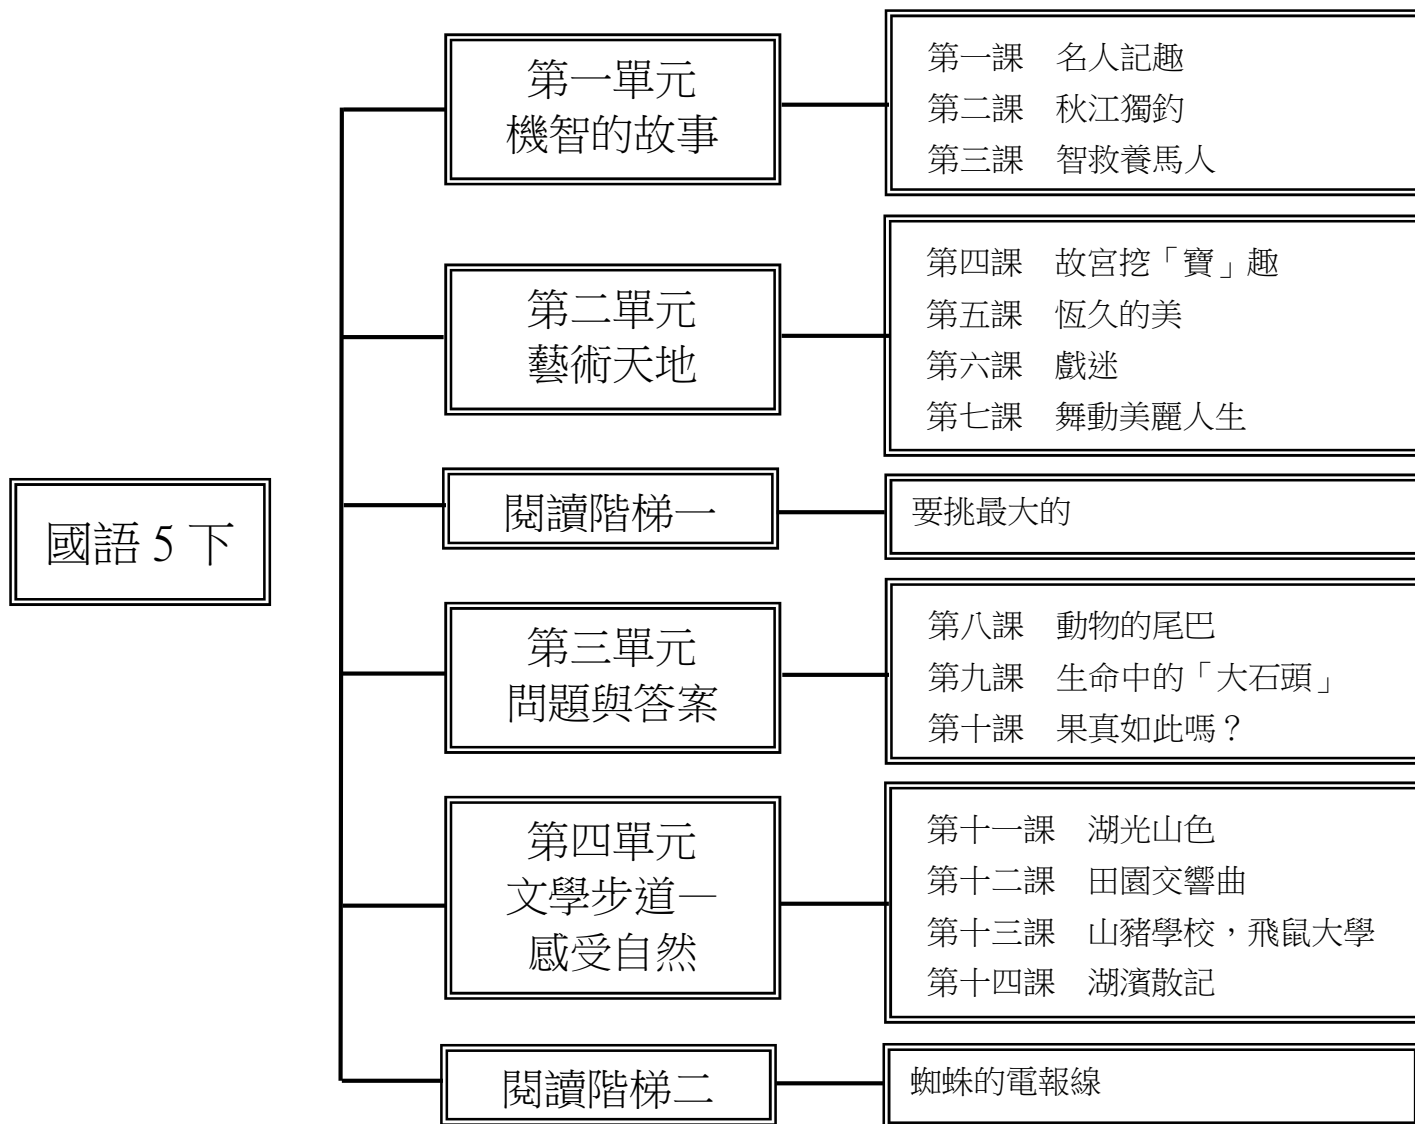 國語 5 下
第一單元
機智的故事
第一課　名人記趣
第二課　秋江獨釣
第三課　智救養馬人
第二單元
藝術天地
第四課　故宮挖「寶」趣
第五課　恆久的美
第六課　戲迷
第七課　舞動美麗人生
閱讀階梯一
要挑最大的
第三單元
問題與答案
第八課　動物的尾巴
第九課　生命中的「大石頭」
第十課　果真如此嗎？
第四單元
文學步道—
感受自然
第十一課　湖光山色
第十二課　田園交響曲
第十三課　山豬學校，飛鼠大學
第十四課　湖濱散記
閱讀階梯二
蜘蛛的電報線